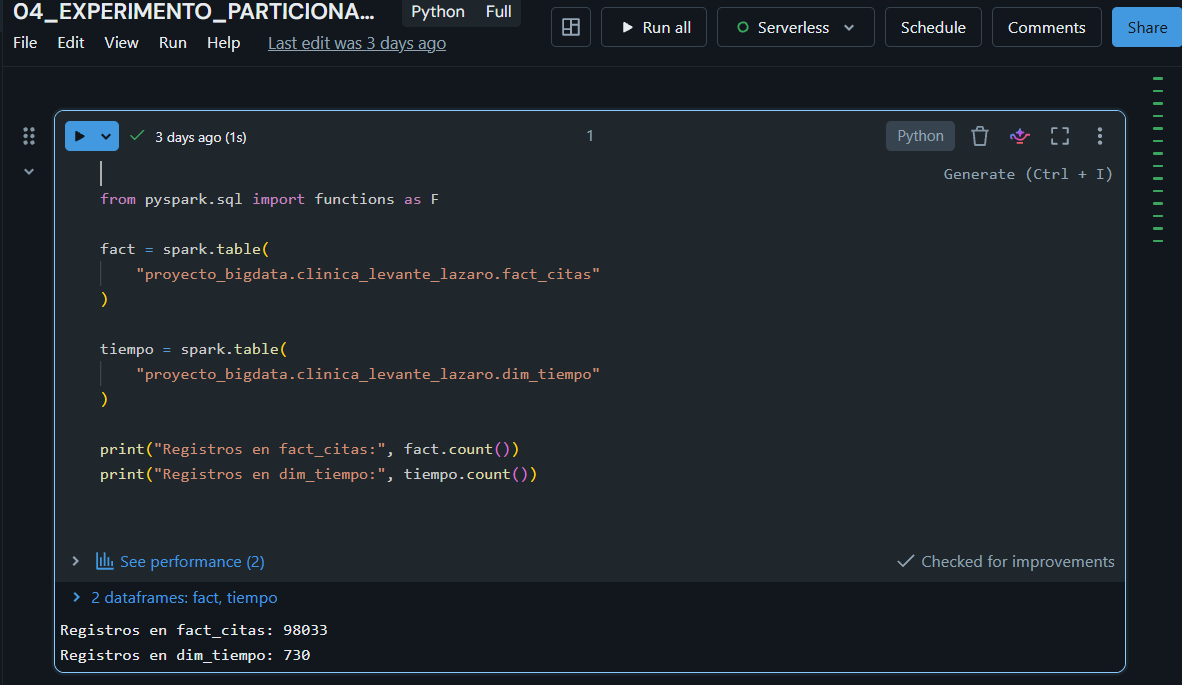 04_EXPERIMENTO_PARTICIONA...
Python Full
File Edit View Run Help Last edit was 3 days ago
Run all
Serverless
Schedule
Comments
Share
3 days ago (1s)
1
Python
Generate (Ctrl + I)
from pyspark.sql import functions as F
fact = spark.table(
"proyecto_bigdata.clinica_levante_lazaro.fact_citas"
)
tiempo = spark.table(
"proyecto_bigdata.clinica_levante_lazaro.dim_tiempo"
)
print("Registros en fact_citas:", fact.count())
print("Registros en dim_tiempo:", tiempo.count())
See performance (2)
Checked for improvements
2 dataframes: fact, tiempo
Registros en fact_citas: 98033
Registros en dim_tiempo: 730